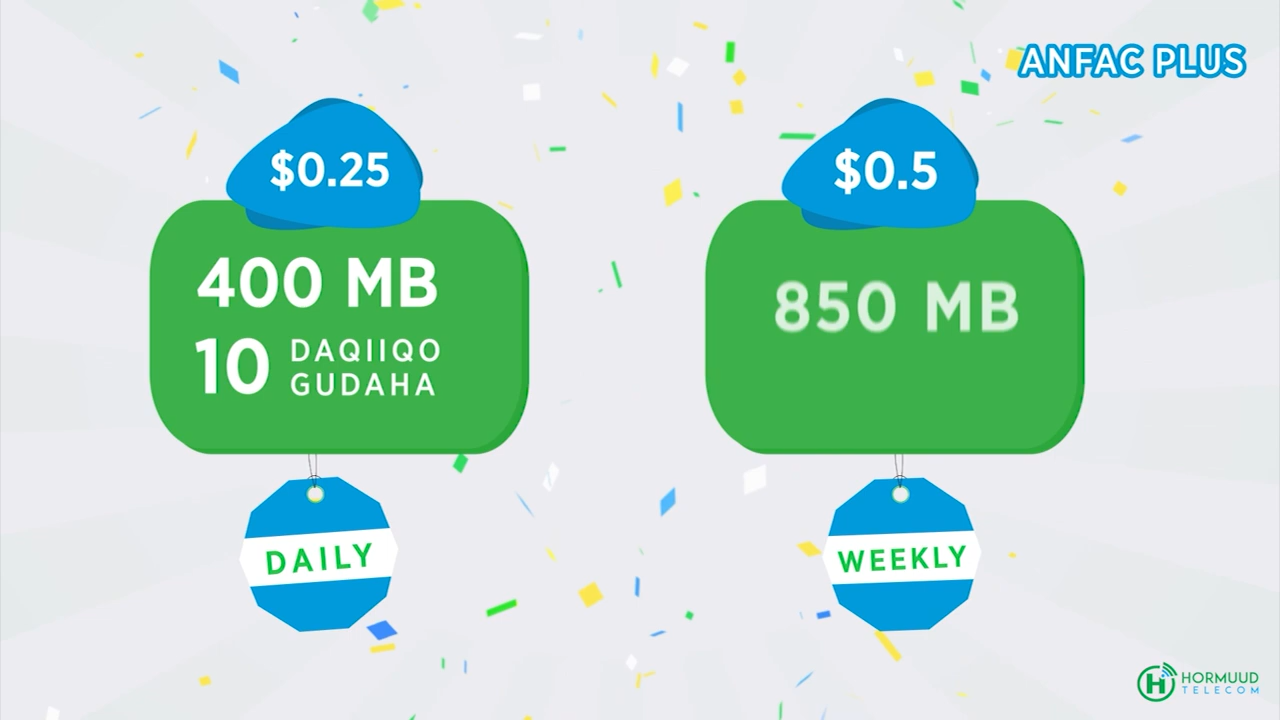 ANFAC PLUS
$0.25
400 MB
10 DAQIIQO
GUDAHA
DAILY
$0.5
850 MB
WEEKLY
HORMUUD
TELECOM